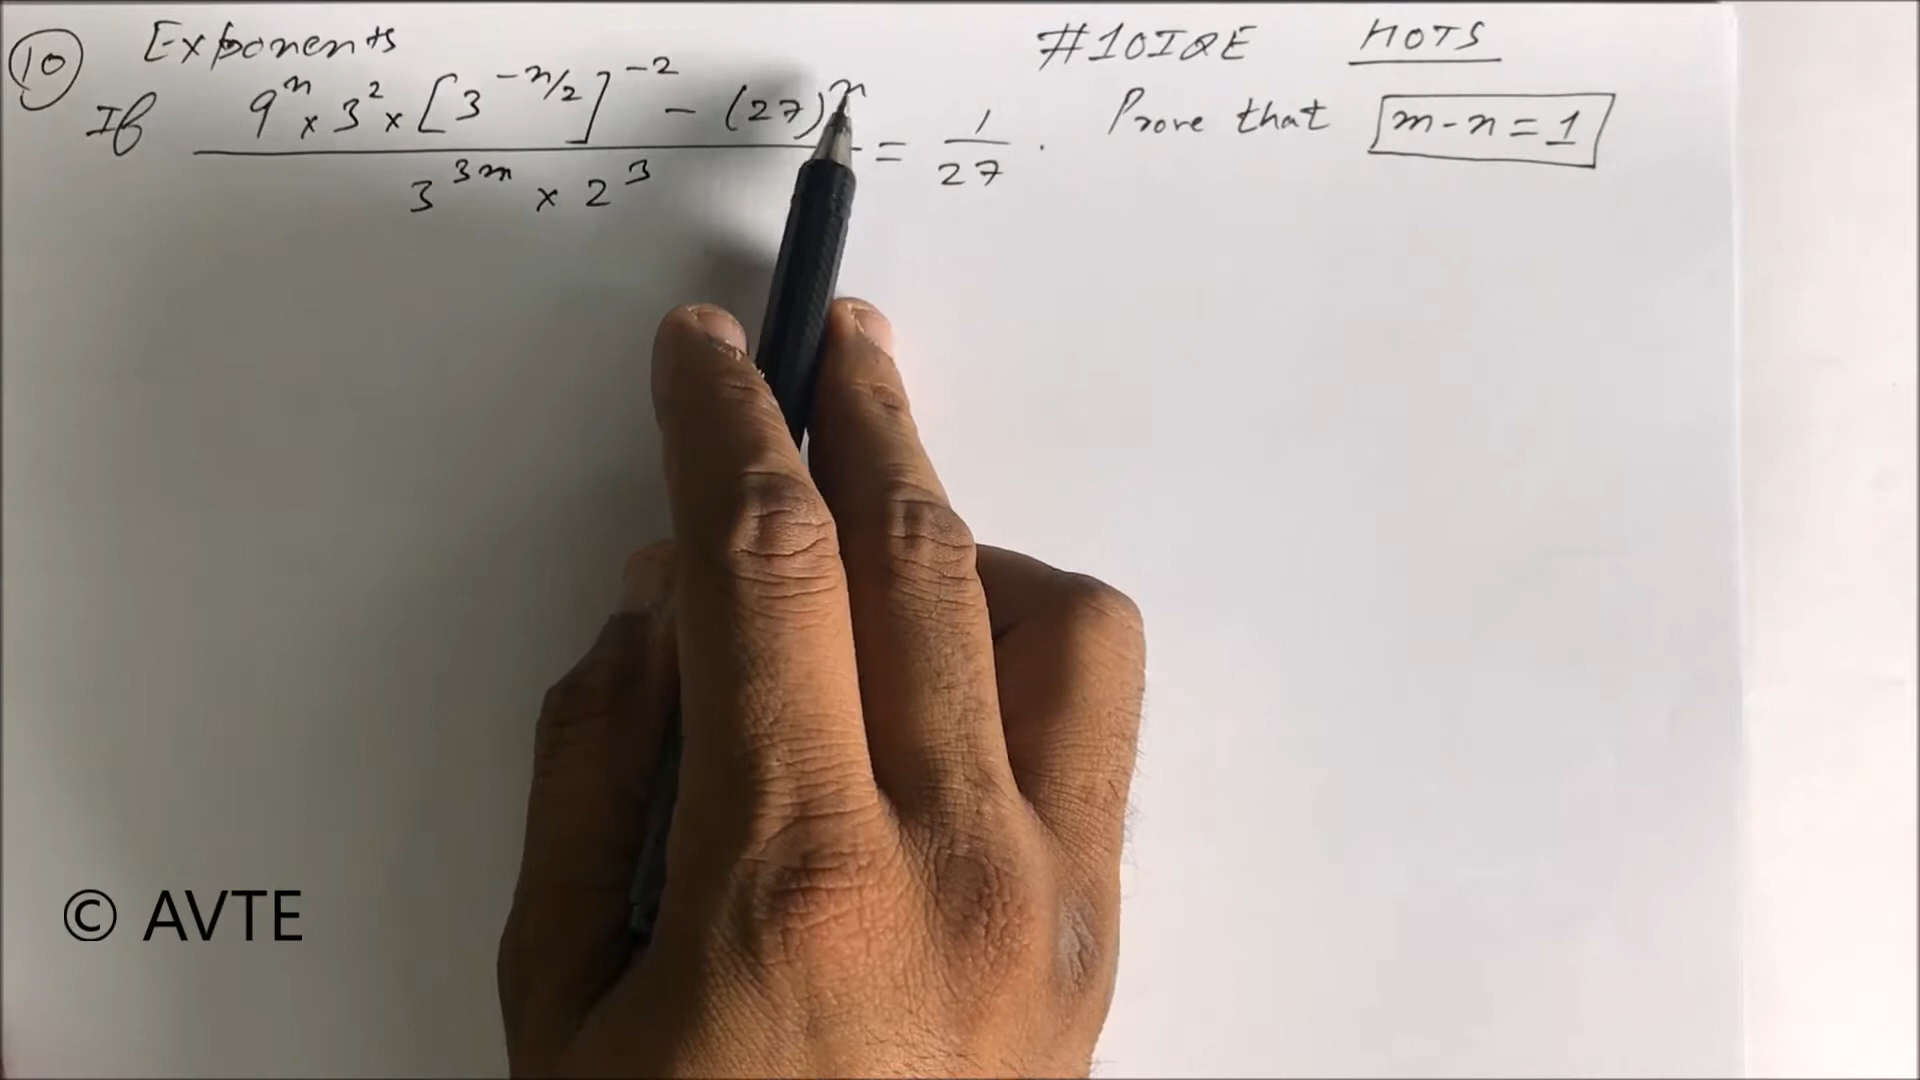 10 Exponents #10IQE HOTS
If 9^n × 3^2 × [3^(-n/2)]^(-2) - (27)^n / 3^(3m) × 2^3 = 1/27 . Prove that m - n = 1
© AVTE